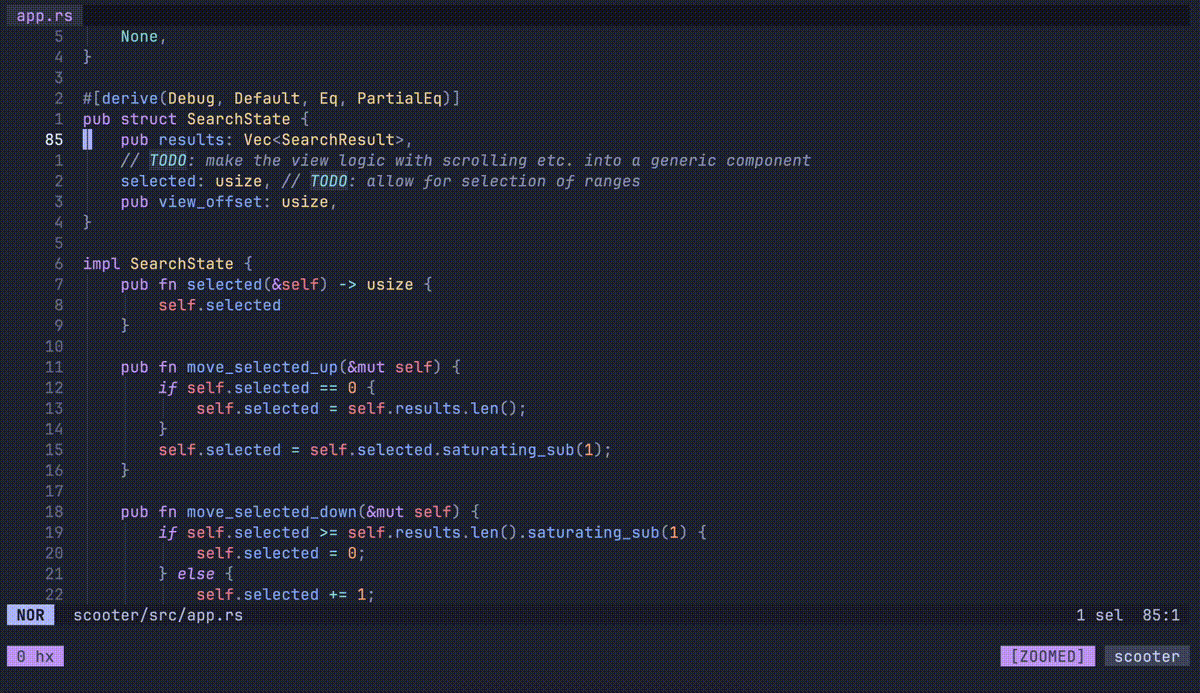 app.rs
5     None,
4 }
3
2 #[derive(Debug, Default, Eq, PartialEq)]
1 pub struct SearchState {
85     pub results: Vec<SearchResult>,
1     // TODO: make the view logic with scrolling etc. into a generic component
2     selected: usize, // TODO: allow for selection of ranges
3     pub view_offset: usize,
4 }
5
6 impl SearchState {
7     pub fn selected(&self) -> usize {
8         self.selected
9     }
10
11     pub fn move_selected_up(&mut self) {
12         if self.selected == 0 {
13             self.selected = self.results.len();
14         }
15         self.selected = self.selected.saturating_sub(1);
16     }
17
18     pub fn move_selected_down(&mut self) {
19         if self.selected >= self.results.len().saturating_sub(1) {
20             self.selected = 0;
21         } else {
22             self.selected += 1;
NOR scooter/src/app.rs 1 sel 85:1
0 hx [ZOOMED] scooter